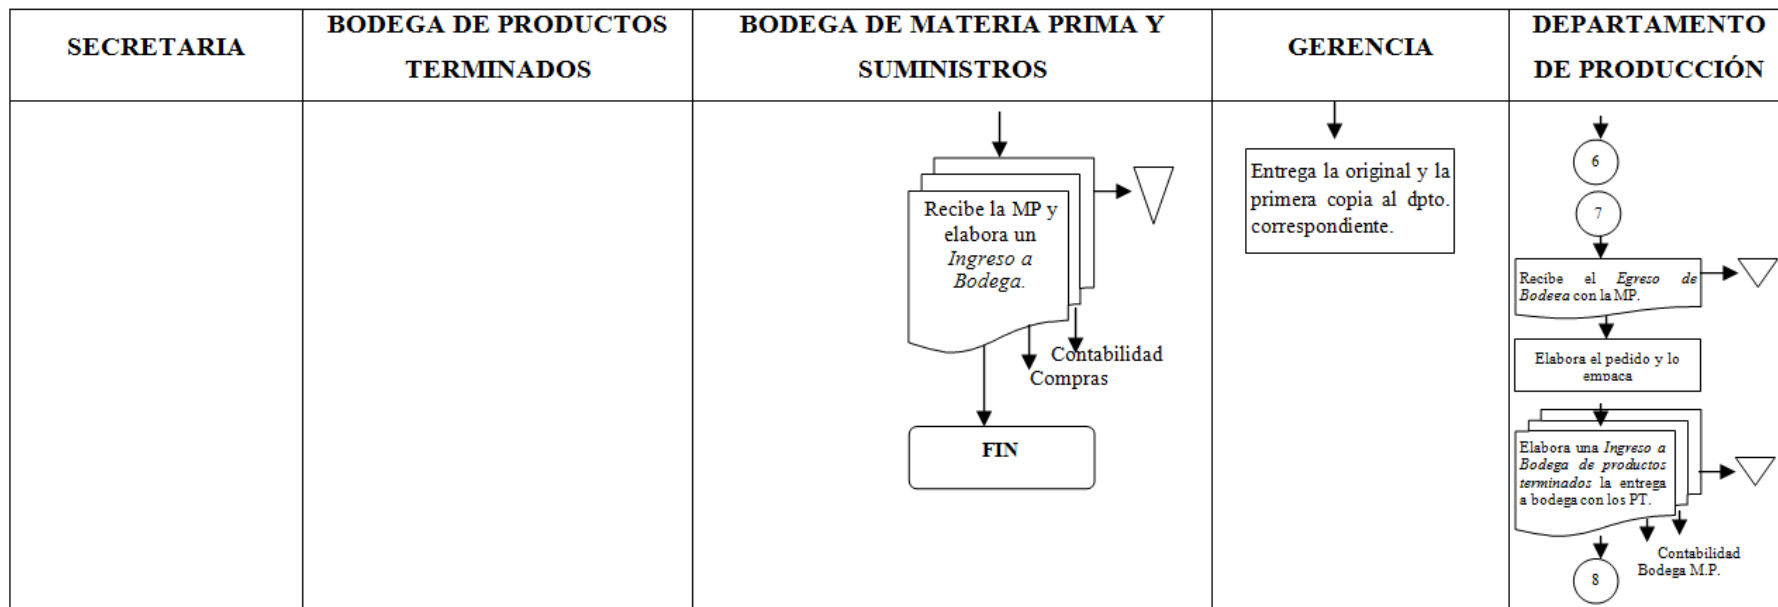 SECRETARIA
BODEGA DE PRODUCTOS
TERMINADOS
BODEGA DE MATERIA PRIMA Y
SUMINISTROS
GERENCIA
DEPARTAMENTO
DE PRODUCCIÓN
Recibe la MP y
elabora un
Ingreso a
Bodega.
Contabilidad
Compras
FIN
Entrega la original y la
primera copia al dpto.
correspondiente.
6
7
Recibe el Egreso de
Bodega con la MP.
Elabora el pedido y lo
empaca
Elabora una Ingreso a
Bodega de productos
terminados la entrega
a bodega con los PT.
Contabilidad
Bodega M.P.
8